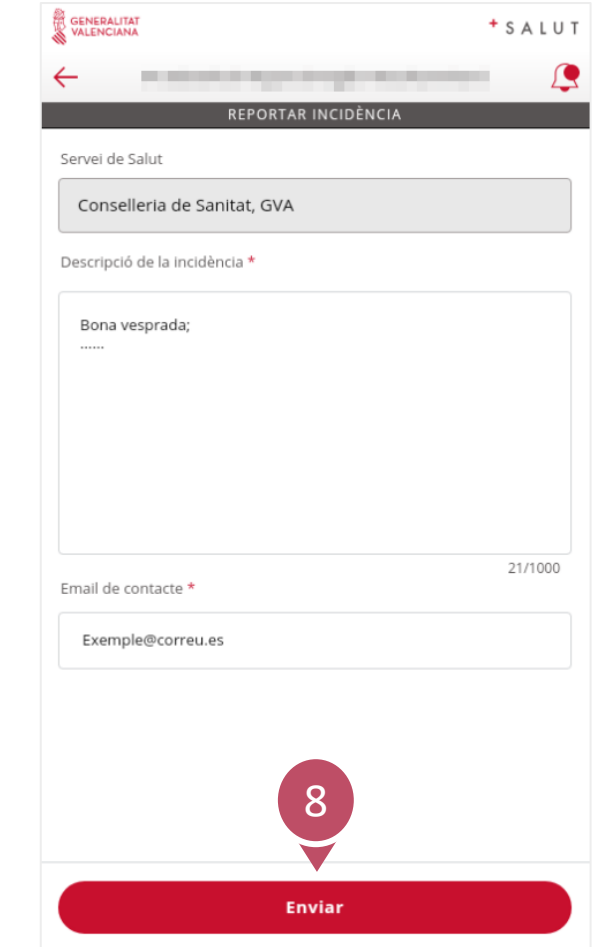 GENERALITAT
VALENCIANA
+SALUT
REPORTAR INCIDÈNCIA
Servei de Salut
Conselleria de Sanitat, GVA
Descripció de la incidència *
Bona vesprada;
......
21/1000
Email de contacte *
Exemple@correu.es
8
Enviar